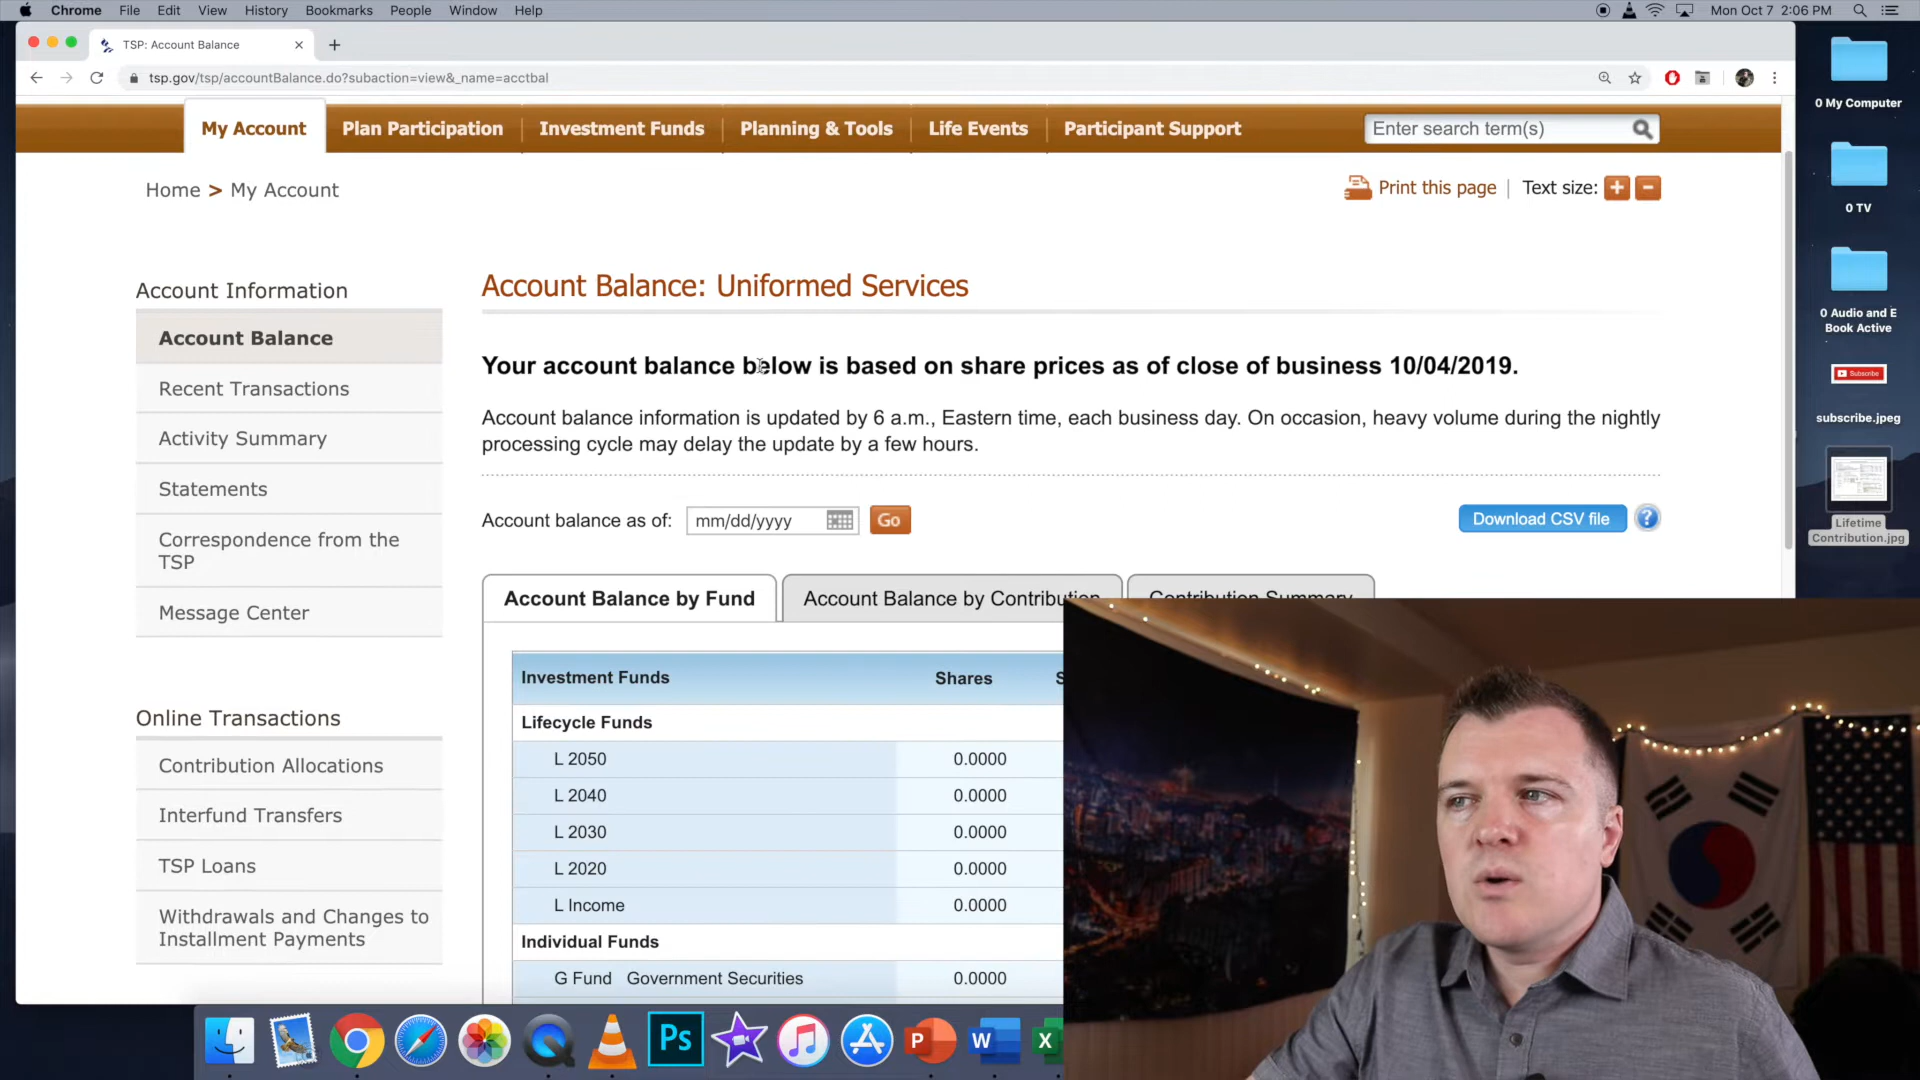 Chrome File Edit View History Bookmarks People Window Help
Mon Oct 7 2:06 PM
TSP: Account Balance
tsp.gov/tsp/accountBalance.do?subaction=view&_name=acctbal
My Account
Plan Participation
Investment Funds
Planning & Tools
Life Events
Participant Support
Enter search term(s)
Home > My Account
Print this page
Text size: + -
Account Information
Account Balance
Recent Transactions
Activity Summary
Statements
Correspondence from the
TSP
Message Center
Online Transactions
Contribution Allocations
Interfund Transfers
TSP Loans
Withdrawals and Changes to
Installment Payments
Account Balance: Uniformed Services
Your account balance below is based on share prices as of close of business 10/04/2019.
Account balance information is updated by 6 a.m., Eastern time, each business day. On occasion, heavy volume during the nightly
processing cycle may delay the update by a few hours.
Account balance as of: mm/dd/yyyy Go
Download CSV file ?
Account Balance by Fund
Account Balance by Contribution
Contribution Summary
Investment Funds Shares S
Lifecycle Funds
L 2050 0.0000
L 2040 0.0000
L 2030 0.0000
L 2020 0.0000
L Income 0.0000
Individual Funds
G Fund Government Securities 0.0000
0 My Computer
0 TV
0 Audio and E
Book Active
Subscribe
subscribe.jpeg
Lifetime
Contribution.jpg
Ps
P
W
X